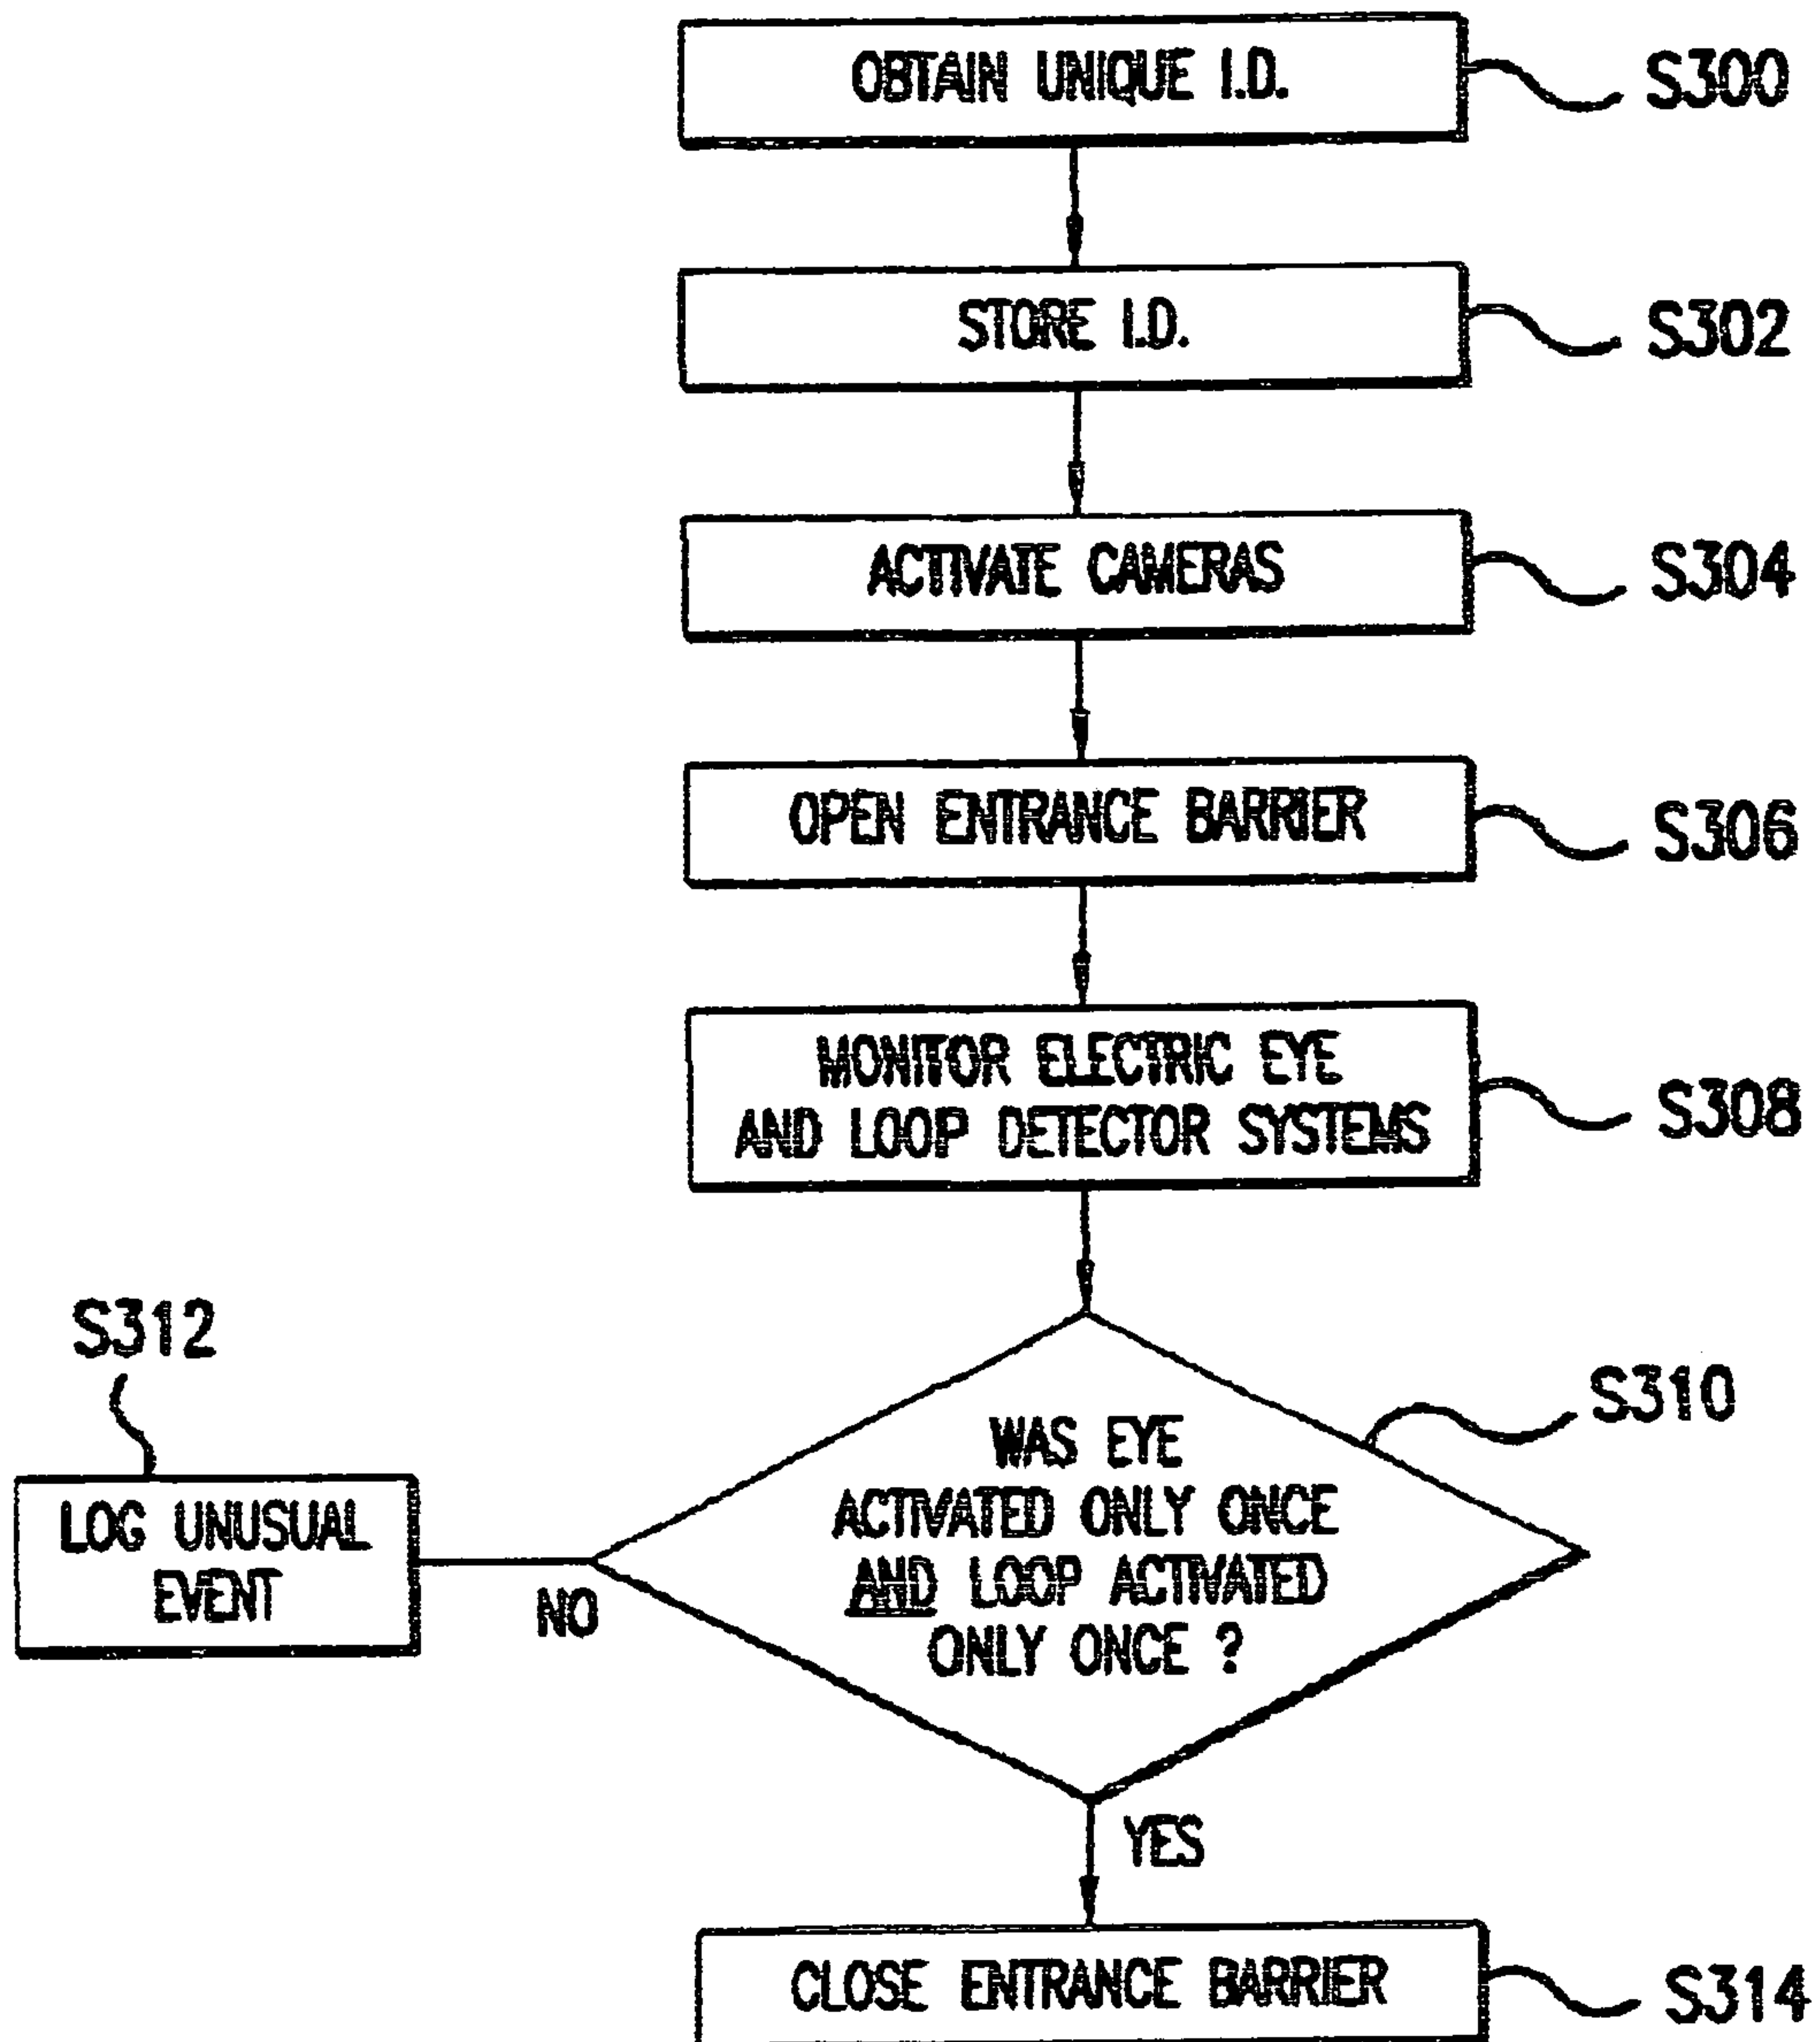 OBTAIN UNIQUE I.D.
S300
STORE I.D.
S302
ACTIVATE CAMERAS
S304
OPEN ENTRANCE BARRIER
S306
MONITOR ELECTRIC EYE
AND LOOP DETECTOR SYSTEMS
S308
S312
LOG UNUSUAL
EVENT
NO
S310
WAS EYE
ACTIVATED ONLY ONCE
AND LOOP ACTIVATED
ONLY ONCE ?
YES
CLOSE ENTRANCE BARRIER
S314